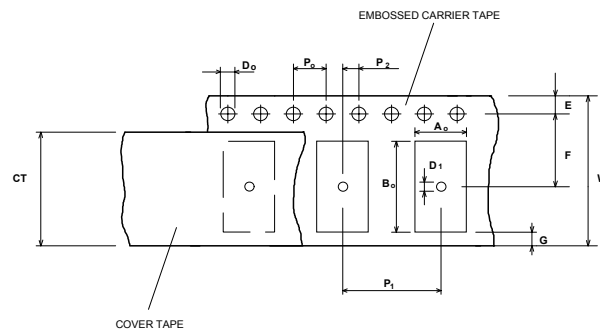 EMBOSSED CARRIER TAPE
Do Po P2
E
Ao
CT D1 F
Bo
G
P1
COVER TAPE